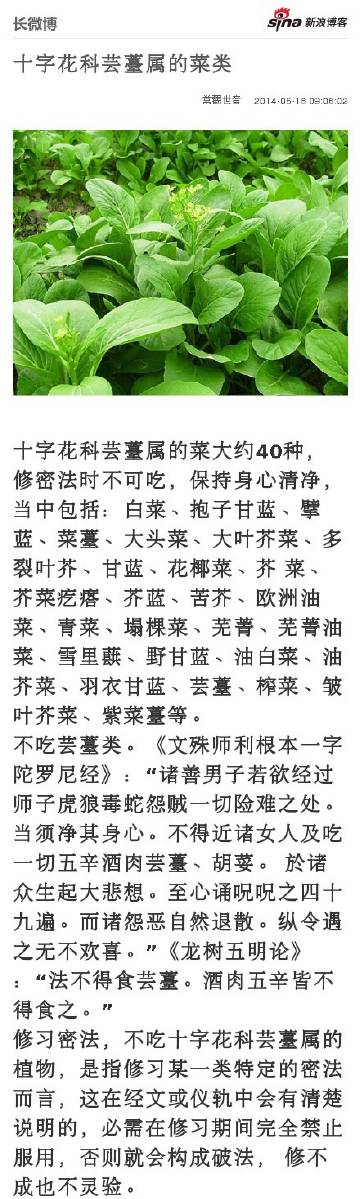 长微博
sina 新浪博客
十字花科芸薹属的菜类
常翻世音 2014-05-16 09:06:02
十字花科芸薹属的菜大约40种，
修密法时不可吃，保持身心清净，
当中包括：白菜、抱子甘蓝、擘
蓝、菜薹、大头菜、大叶芥菜、多
裂叶芥、甘蓝、花椰菜、芥 菜、
芥菜疙瘩、芥蓝、苦芥、欧洲油
菜、青菜、塌棵菜、芜菁、芜菁油
菜、雪里蕻、野甘蓝、油白菜、油
芥菜、羽衣甘蓝、芸薹、榨菜、皱
叶芥菜、紫菜薹等。
不吃芸薹类。《文殊师利根本一字
陀罗尼经》：“诸善男子若欲经过
师子虎狼毒蛇怨贼一切险难之处。
当须净其身心。不得近诸女人及吃
一切五辛酒肉芸薹、胡荽。 於诸
众生起大悲想。至心诵呪呪之四十
九遍。而诸怨恶自然退散。纵令遇
之无不欢喜。”《龙树五明论》
：“法不得食芸薹。酒肉五辛皆不
得食之。”
修习密法，不吃十字花科芸薹属的
植物，是指修习某一类特定的密法
而言，这在经文或仪轨中会有清楚
说明的，必需在修习期间完全禁止
服用，否则就会构成破法， 修不
成也不灵验。